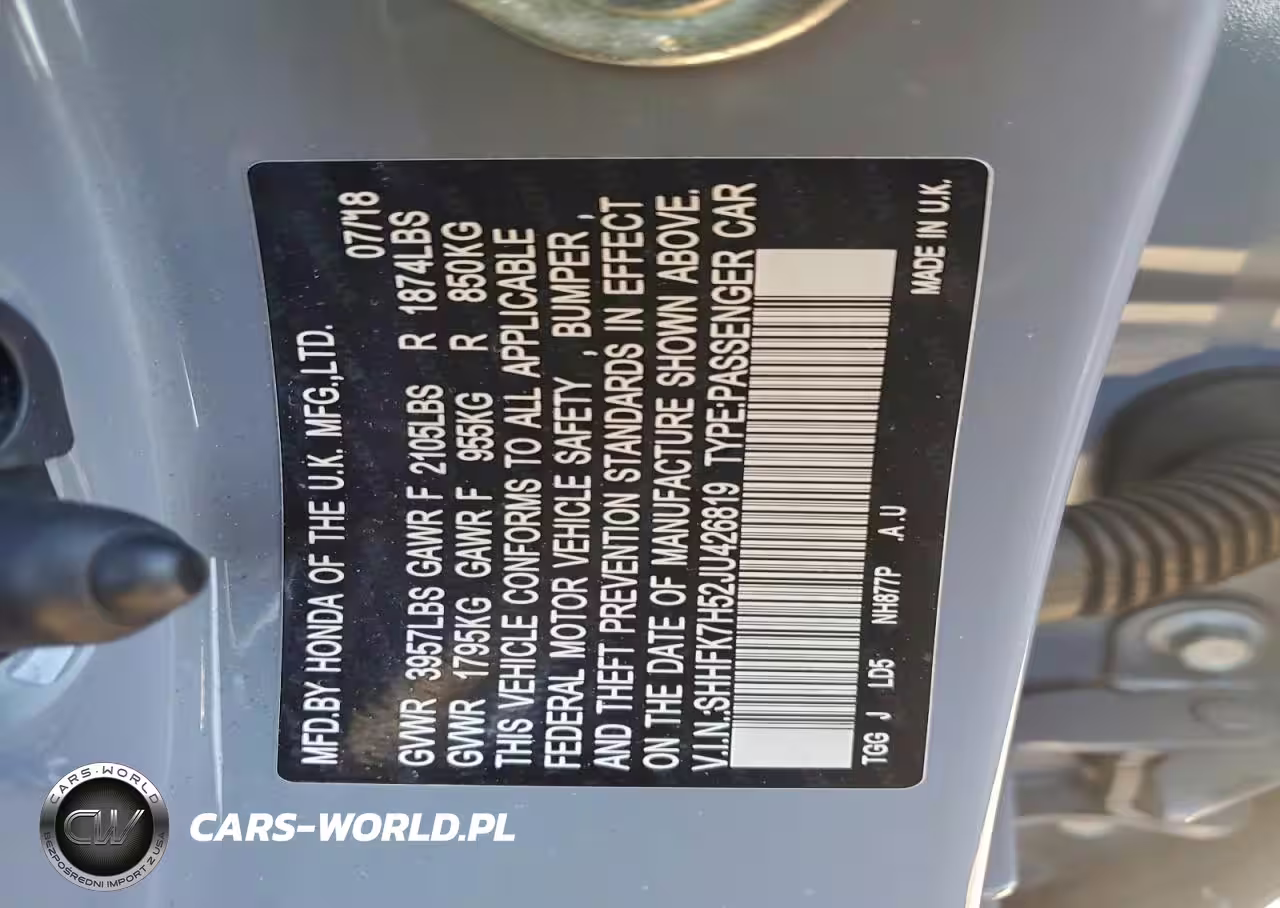 MFD.BY HONDA OF THE U.K. MFG.,LTD.
07/'18
GVWR 3957LBS GAWR F 2105LBS R 1874LBS
GVWR 1795KG GAWR F 955KG R 850KG
THIS VEHICLE CONFORMS TO ALL APPLICABLE
FEDERAL MOTOR VEHICLE SAFETY , BUMPER ,
AND THEFT PREVENTION STANDARDS IN EFFECT
ON THE DATE OF MANUFACTURE SHOWN ABOVE.
V.I.N.:SHHFK7H52JU426819 TYPE:PASSENGER CAR
TGG J LD5 NH877P .A.U
MADE IN U.K.
CARS-WORLD
CW
BEZPOŚREDNI IMPORT Z USA
CARS-WORLD.PL